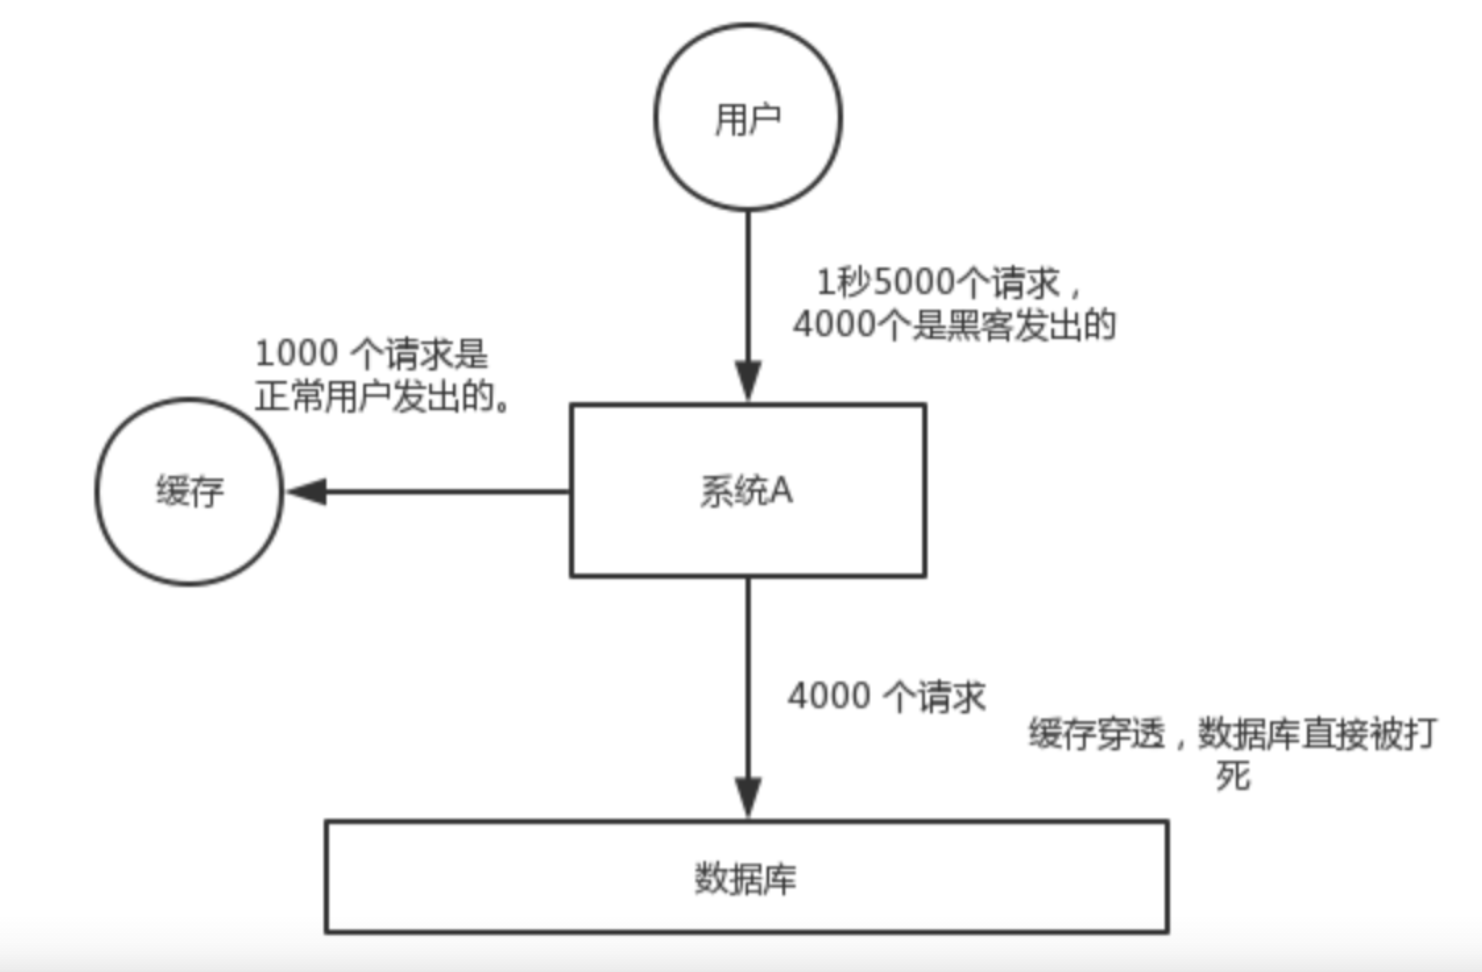 用户
1秒5000个请求，
4000个是黑客发出的
1000 个请求是
正常用户发出的。
缓存
系统A
4000 个请求
缓存穿透，数据库直接被打
死
数据库